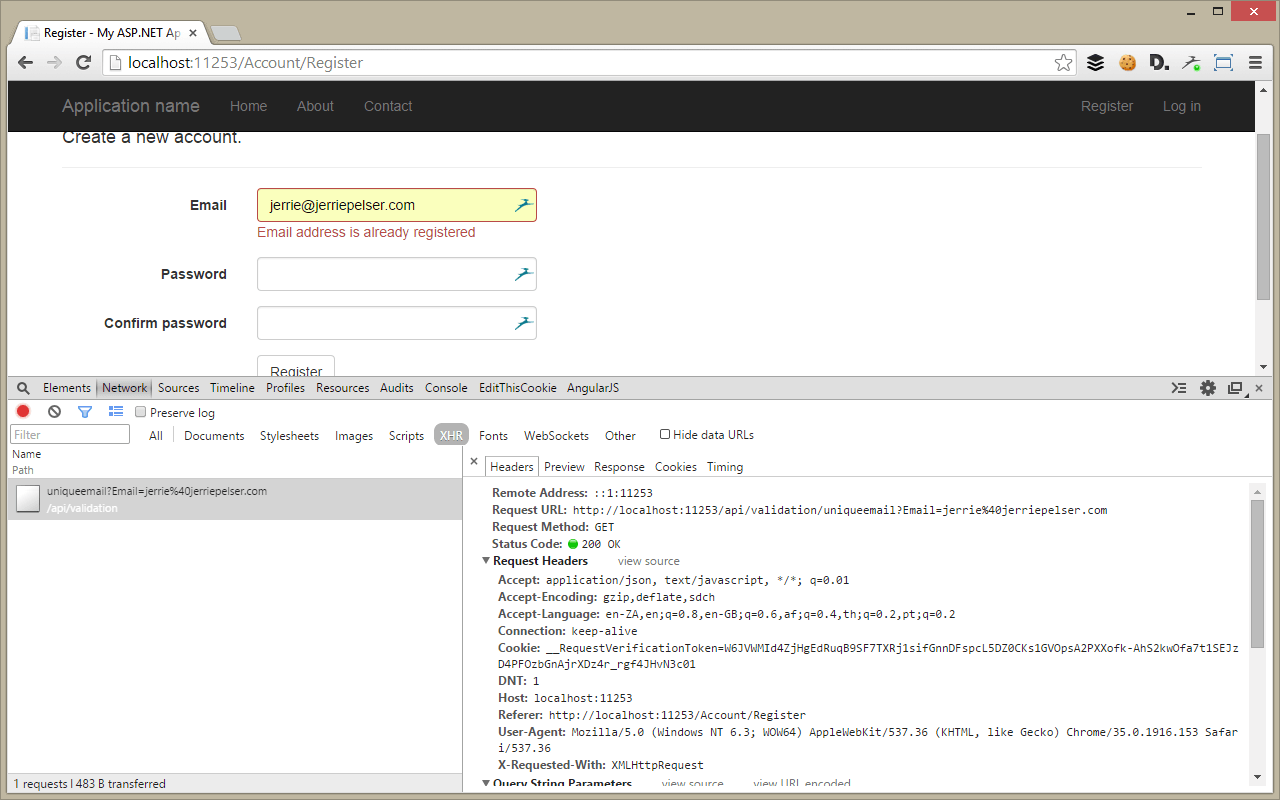 Register - My ASP.NET Ap
localhost:11253/Account/Register
D.
Application name Home About Contact Register Log in
Create a new account.
Email jerrie@jerriepelser.com
Email address is already registered
Password
Confirm password
Register
Elements Network Sources Timeline Profiles Resources Audits Console EditThisCookie AngularJS
Preserve log
Filter All Documents Stylesheets Images Scripts XHR Fonts WebSockets Other Hide data URLs
Name
Path
uniqueemail?Email=jerrie%40jerriepelser.com
/api/validation
1 requests | 483 B transferred
Headers Preview Response Cookies Timing
Remote Address: ::1:11253
Request URL: http://localhost:11253/api/validation/uniqueemail?Email=jerrie%40jerriepelser.com
Request Method: GET
Status Code: 200 OK
Request Headers view source
Accept: application/json, text/javascript, */*; q=0.01
Accept-Encoding: gzip,deflate,sdch
Accept-Language: en-ZA,en;q=0.8,en-GB;q=0.6,af;q=0.4,th;q=0.2,pt;q=0.2
Connection: keep-alive
Cookie: __RequestVerificationToken=W6JVWMId4ZjHgEdRuqB9SF7TXRj1sifGnnDFspcL5DZ0CKs1GVOpsA2PXXofk-AhS2kwOfa7t1SEJz
D4PFOzbGnAjrXDz4r_rgf4JHvN3c01
DNT: 1
Host: localhost:11253
Referer: http://localhost:11253/Account/Register
User-Agent: Mozilla/5.0 (Windows NT 6.3; WOW64) AppleWebKit/537.36 (KHTML, like Gecko) Chrome/35.0.1916.153 Safar
i/537.36
X-Requested-With: XMLHttpRequest
Query String Parameters view source view URL encoded